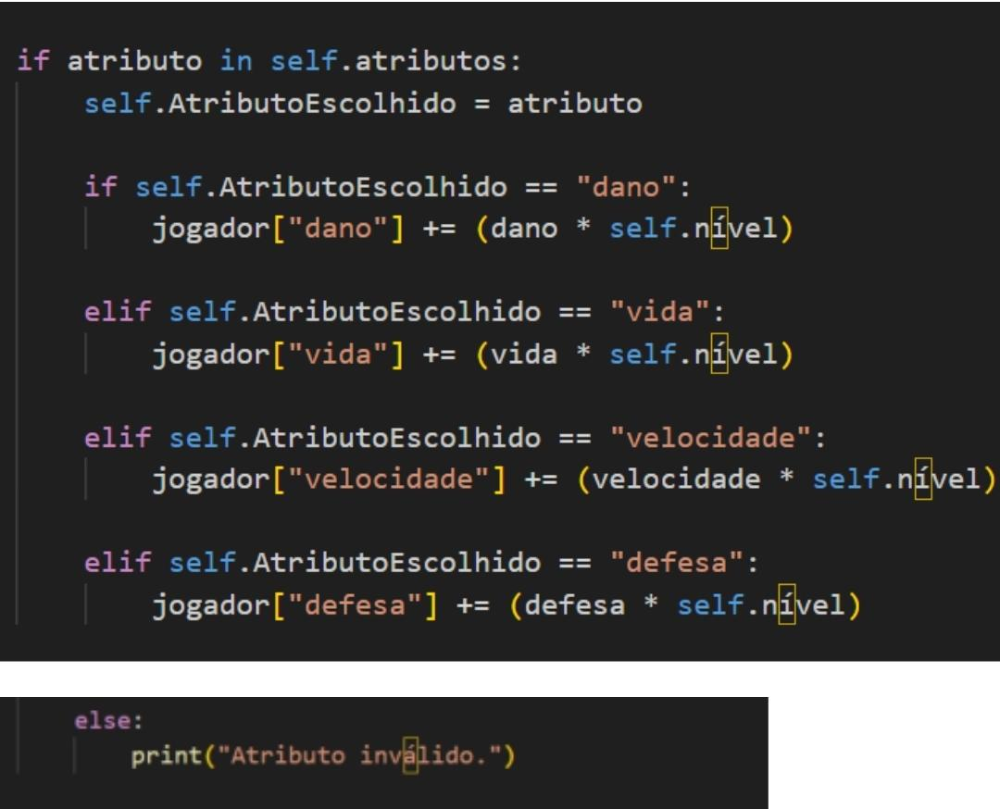 if atributo in self.atributos:
self.AtributoEscolhido = atributo
if self.AtributoEscolhido == "dano":
jogador["dano"] += (dano * self.nível)
elif self.AtributoEscolhido == "vida":
jogador["vida"] += (vida * self.nível)
elif self.AtributoEscolhido == "velocidade":
jogador["velocidade"] += (velocidade * self.nível)
elif self.AtributoEscolhido == "defesa":
jogador["defesa"] += (defesa * self.nível)
else:
print("Atributo inválido.")